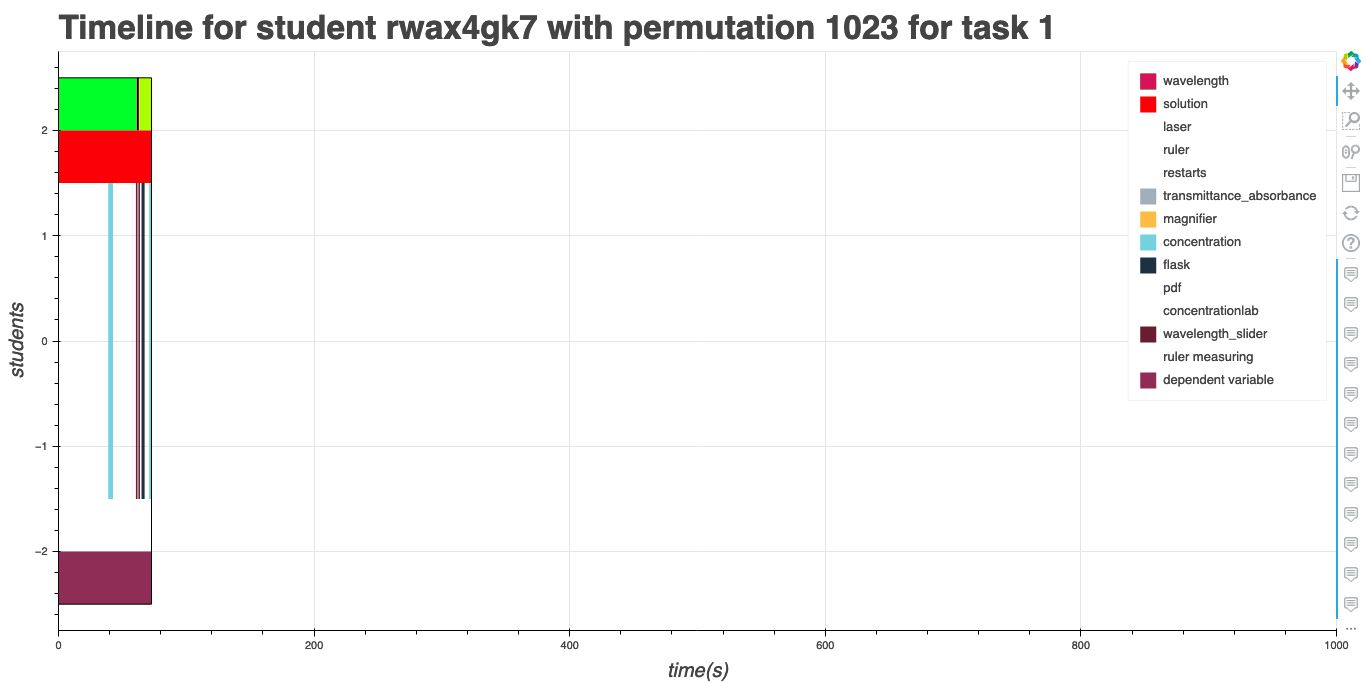 Timeline for student rwax4gk7 with permutation 1023 for task 1
wavelength
solution
laser
ruler
restarts
transmittance_absorbance
magnifier
concentration
flask
pdf
concentrationlab
wavelength_slider
ruler measuring
dependent variable
students
2
1
0
−1
−2
0 200 400 600 800 1000
time(s)